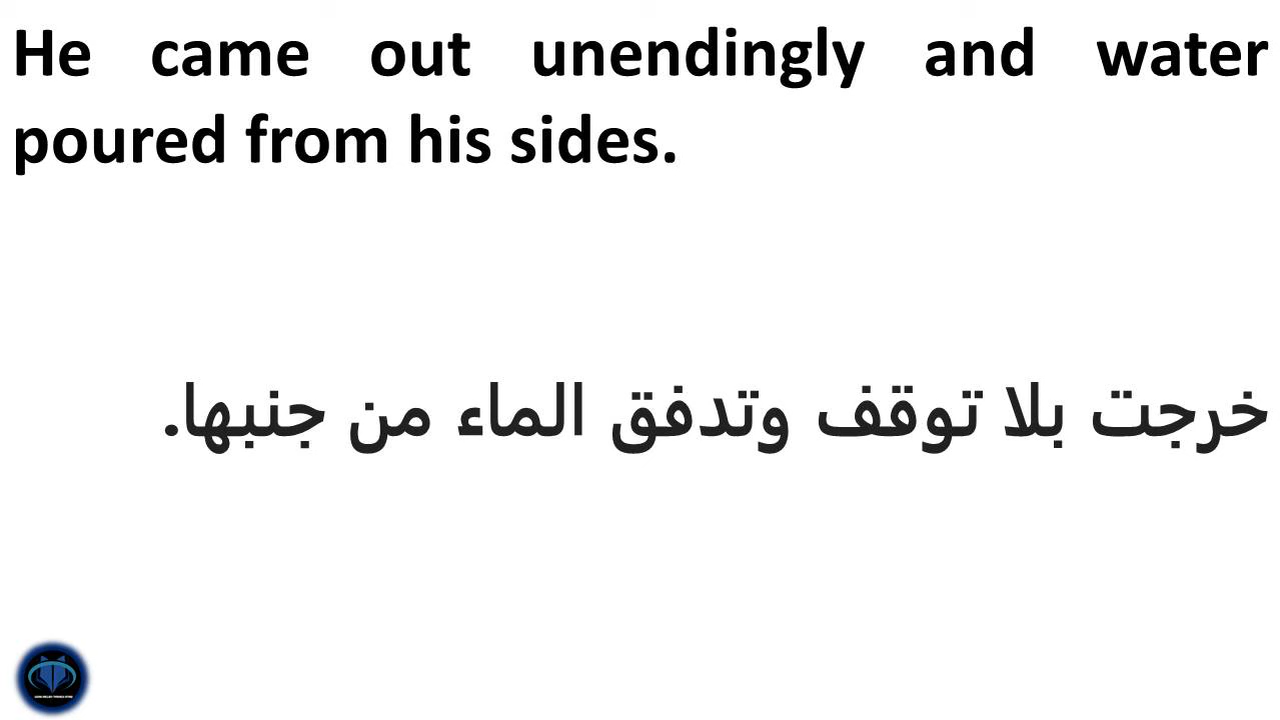 He came out unendingly and water
poured from his sides.
خرجت بلا توقف وتدفق الماء من جنبها.